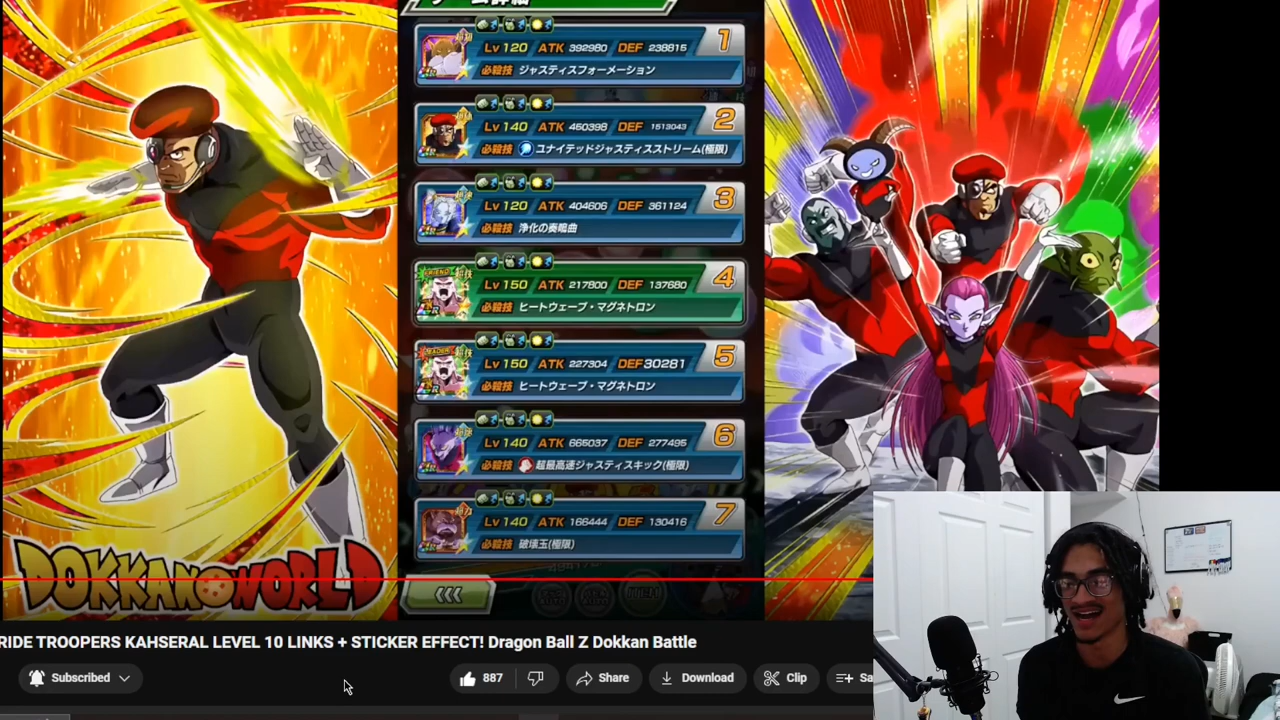 1
Lv 120 ATK 392980 DEF 238815
必殺技 ジャスティスフォーメーション
2
Lv 140 ATK 450398 DEF 1513043
必殺技 ユナイテッドジャスティスストリーム(極限)
3
Lv 120 ATK 404606 DEF 361124
必殺技 浄化の奏鳴曲
FRIEND
4
Lv 150 ATK 217800 DEF 137680
必殺技 ヒートウェーブ・マグネトロン
LEADER
5
Lv 150 ATK 227304 DEF 30281
必殺技 ヒートウェーブ・マグネトロン
6
Lv 140 ATK 665037 DEF 277495
必殺技 超最高速ジャスティスキック(極限)
7
Lv 140 ATK 166444 DEF 130416
必殺技 破壊玉(極限)
DOKKAN WORLD
RIDE TROOPERS KAHSERAL LEVEL 10 LINKS + STICKER EFFECT! Dragon Ball Z Dokkan Battle
Subscribed 887 Share Download Clip Sa